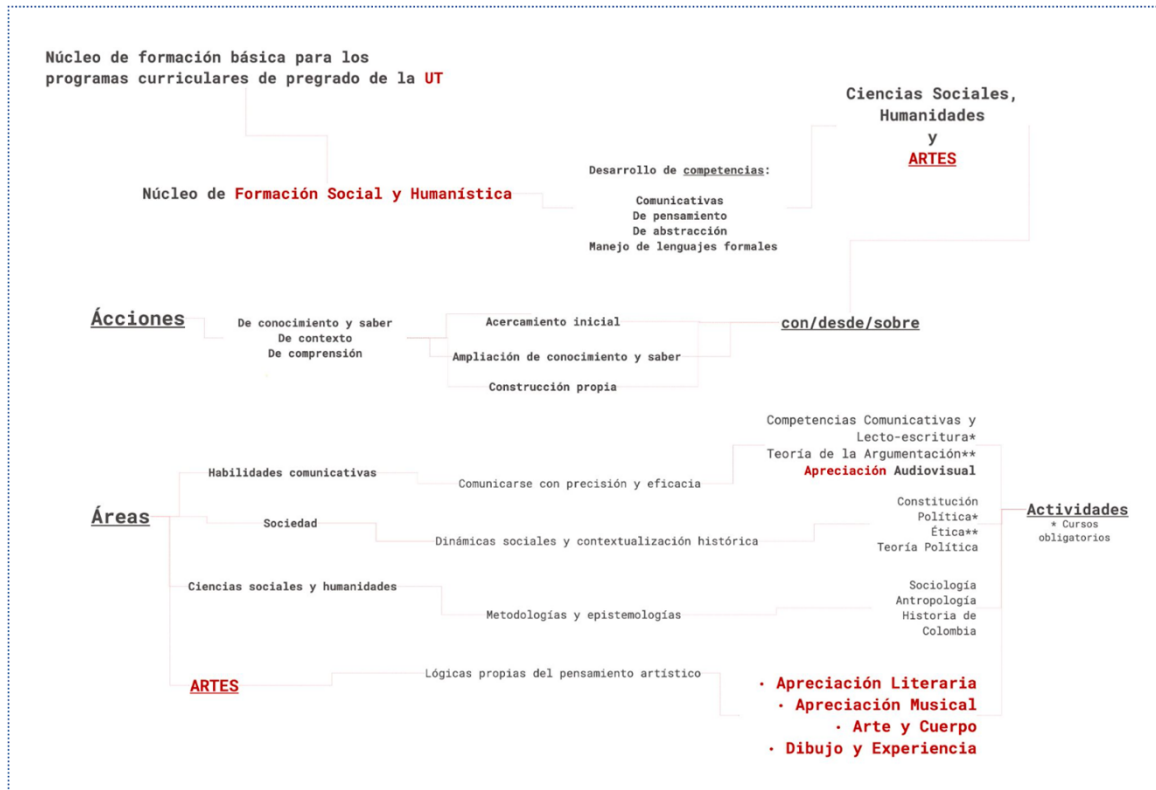 Núcleo de formación básica para los
programas curriculares de pregrado de la UT
Ciencias Sociales,
Humanidades
y
ARTES
Núcleo de Formación Social y Humanística
Desarrollo de competencias:
Comunicativas
De pensamiento
De abstracción
Manejo de lenguajes formales
Ácciones
De conocimiento y saber
De contexto
De comprensión
Acercamiento inicial
Ampliación de conocimiento y saber
Construcción propia
con/desde/sobre
Áreas
Habilidades comunicativas
Comunicarse con precisión y eficacia
Competencias Comunicativas y
Lecto-escritura*
Teoría de la Argumentación**
Apreciación Audiovisual
Sociedad
Dinámicas sociales y contextualización histórica
Constitución
Política*
Ética**
Teoría Política
Ciencias sociales y humanidades
Metodologías y epistemologías
Sociología
Antropología
Historia de
Colombia
ARTES
Lógicas propias del pensamiento artístico
· Apreciación Literaria
· Apreciación Musical
· Arte y Cuerpo
· Dibujo y Experiencia
Actividades
* Cursos
obligatorios